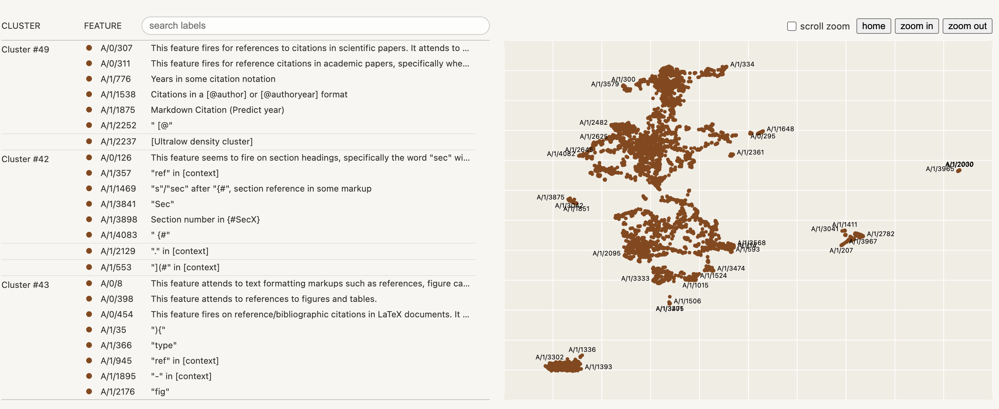 CLUSTER FEATURE search labels
scroll zoom home zoom in zoom out
Cluster #49 A/0/307 This feature fires for references to citations in scientific papers. It attends to ...
A/0/311 This feature fires for reference citations in academic papers, specifically whe...
A/1/776 Years in some citation notation
A/1/1538 Citations in a [@author] or [@authoryear] format
A/1/1875 Markdown Citation (Predict year)
A/1/2252 " [@"
A/1/2237 [Ultralow density cluster]
Cluster #42 A/0/126 This feature seems to fire on section headings, specifically the word "sec" wi...
A/1/357 "ref" in [context]
A/1/1469 "s"/"sec" after "{#", section reference in some markup
A/1/3841 "Sec"
A/1/3898 Section number in {#SecX}
A/1/4083 " {#"
A/1/2129 "." in [context]
A/1/553 "](#" in [context]
Cluster #43 A/0/8 This feature attends to text formatting markups such as references, figure ca...
A/0/398 This feature attends to references to figures and tables.
A/0/454 This feature fires on reference/bibliographic citations in LaTeX documents. It ...
A/1/35 "){"
A/1/366 "type"
A/1/945 "ref" in [context]
A/1/1895 "-" in [context]
A/1/2176 "fig"
A/1/334
A/1/300
A/1/3579
A/1/2482
A/1/1648
A/0/295
A/1/2625
A/1/2645
A/1/4082
A/1/2361
A/1/3965
A/1/3875
A/1/3042
A/1/1851
A/1/1411
A/1/3041
A/1/2782
A/1/3967
A/1/207
A/1/3568
A/1/593
A/1/2095
A/1/3474
A/1/1524
A/1/3333
A/1/1015
A/1/1506
A/1/1336
A/1/3302
A/1/1393